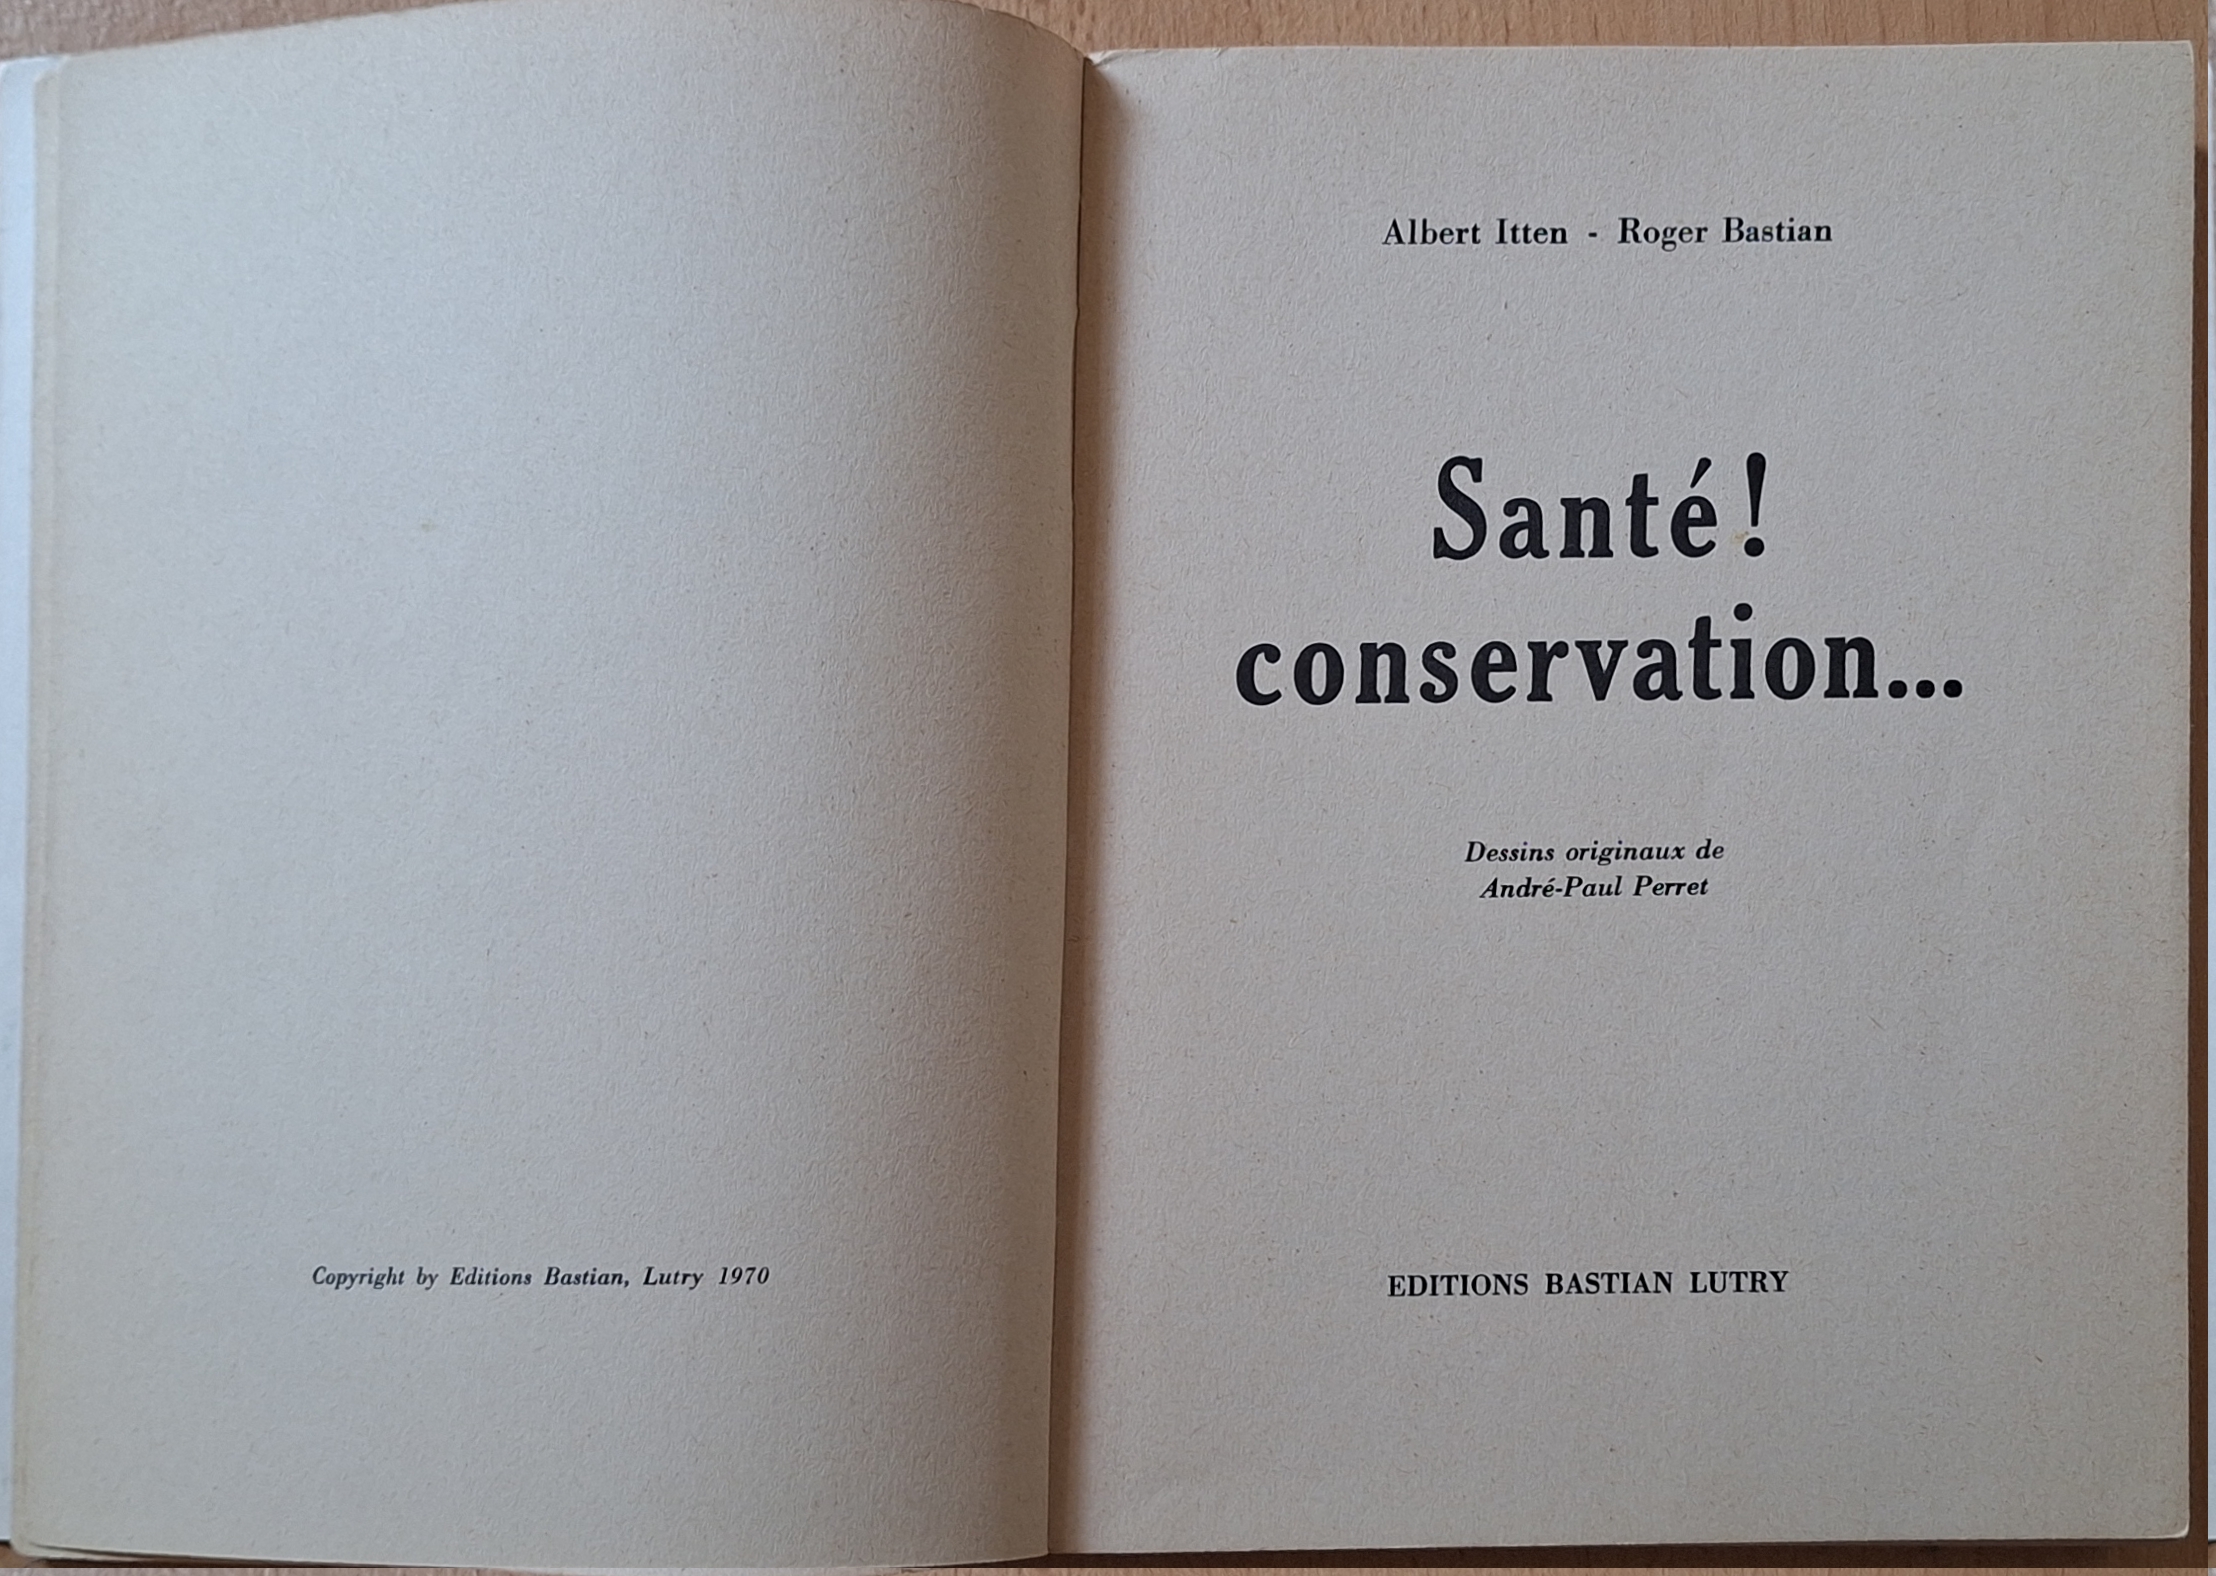 Copyright by Editions Bastian, Lutry 1970
Albert Itten - Roger Bastian
Santé!
conservation...
Dessins originaux de
André-Paul Perret
EDITIONS BASTIAN LUTRY